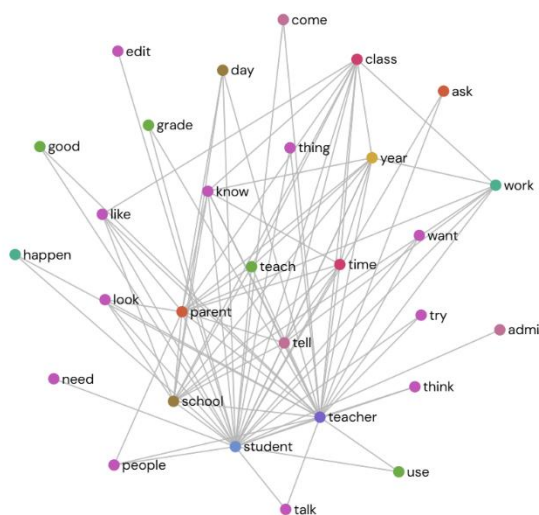 come
edit
class
day
ask
grade
good
thing
year
work
know
like
want
happen
teach
time
look
parent
try
admi
tell
need
think
school
teacher
student
people
use
talk